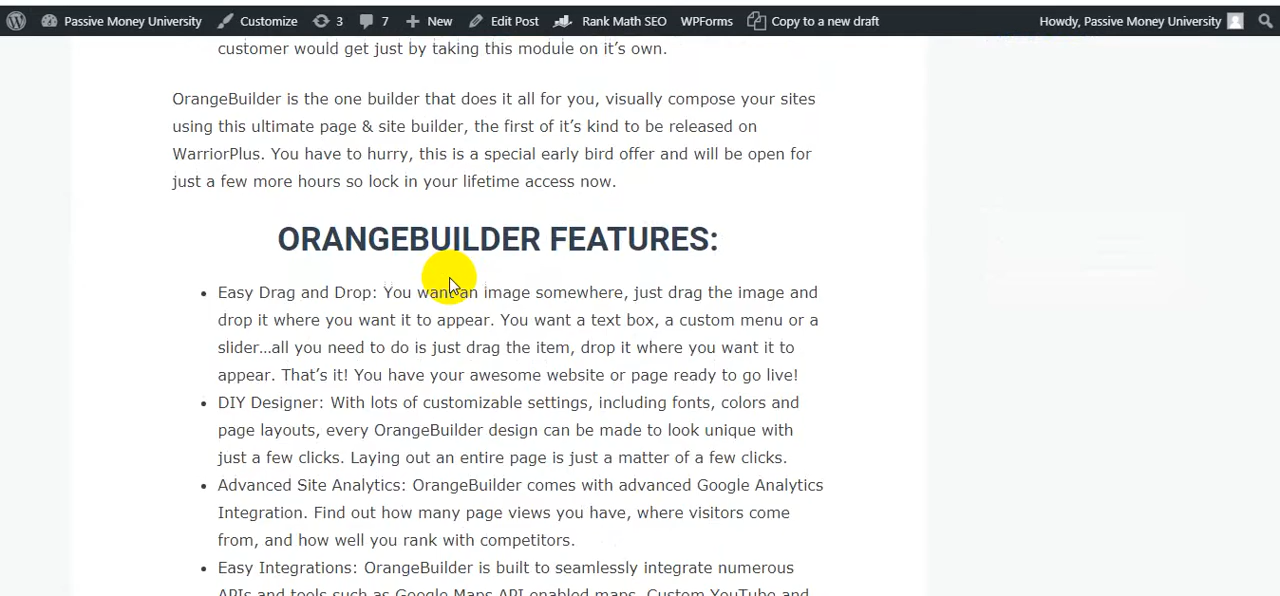 Passive Money University Customize 3 7 New Edit Post Rank Math SEO WPForms Copy to a new draft Howdy, Passive Money University
customer would get just by taking this module on it’s own.
OrangeBuilder is the one builder that does it all for you, visually compose your sites
using this ultimate page & site builder, the first of it’s kind to be released on
WarriorPlus. You have to hurry, this is a special early bird offer and will be open for
just a few more hours so lock in your lifetime access now.
ORANGEBUILDER FEATURES:
• Easy Drag and Drop: You want an image somewhere, just drag the image and
drop it where you want it to appear. You want a text box, a custom menu or a
slider…all you need to do is just drag the item, drop it where you want it to
appear. That’s it! You have your awesome website or page ready to go live!
• DIY Designer: With lots of customizable settings, including fonts, colors and
page layouts, every OrangeBuilder design can be made to look unique with
just a few clicks. Laying out an entire page is just a matter of a few clicks.
• Advanced Site Analytics: OrangeBuilder comes with advanced Google Analytics
Integration. Find out how many page views you have, where visitors come
from, and how well you rank with competitors.
• Easy Integrations: OrangeBuilder is built to seamlessly integrate numerous
APIs and tools such as Google Maps API enabled maps, Custom YouTube and